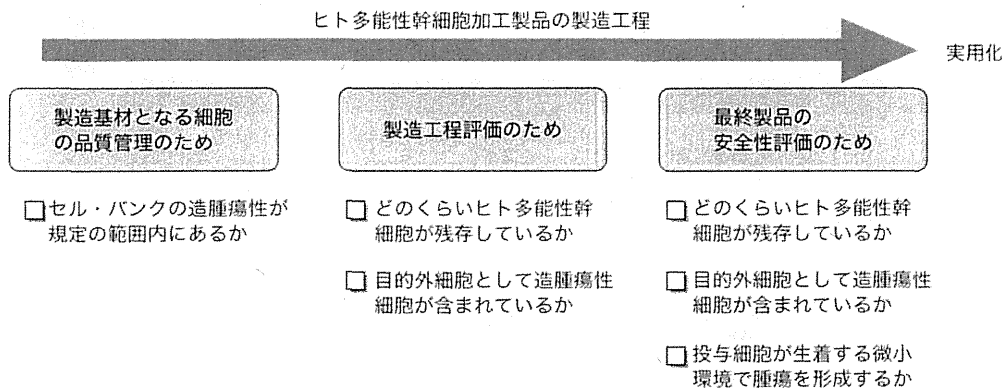 ヒト多能性幹細胞加工製品の製造工程
実用化
製造基材となる細胞
の品質管理のため
製造工程評価のため
最終製品の
安全性評価のため
□セル・バンクの造腫瘍性が
規定の範囲内にあるか
□ どのくらいヒト多能性幹
細胞が残存しているか
□ 目的外細胞として造腫瘍性
細胞が含まれているか
□ どのくらいヒト多能性幹
細胞が残存しているか
□ 目的外細胞として造腫瘍性
細胞が含まれているか
□ 投与細胞が生着する微小
環境で腫瘍を形成するか